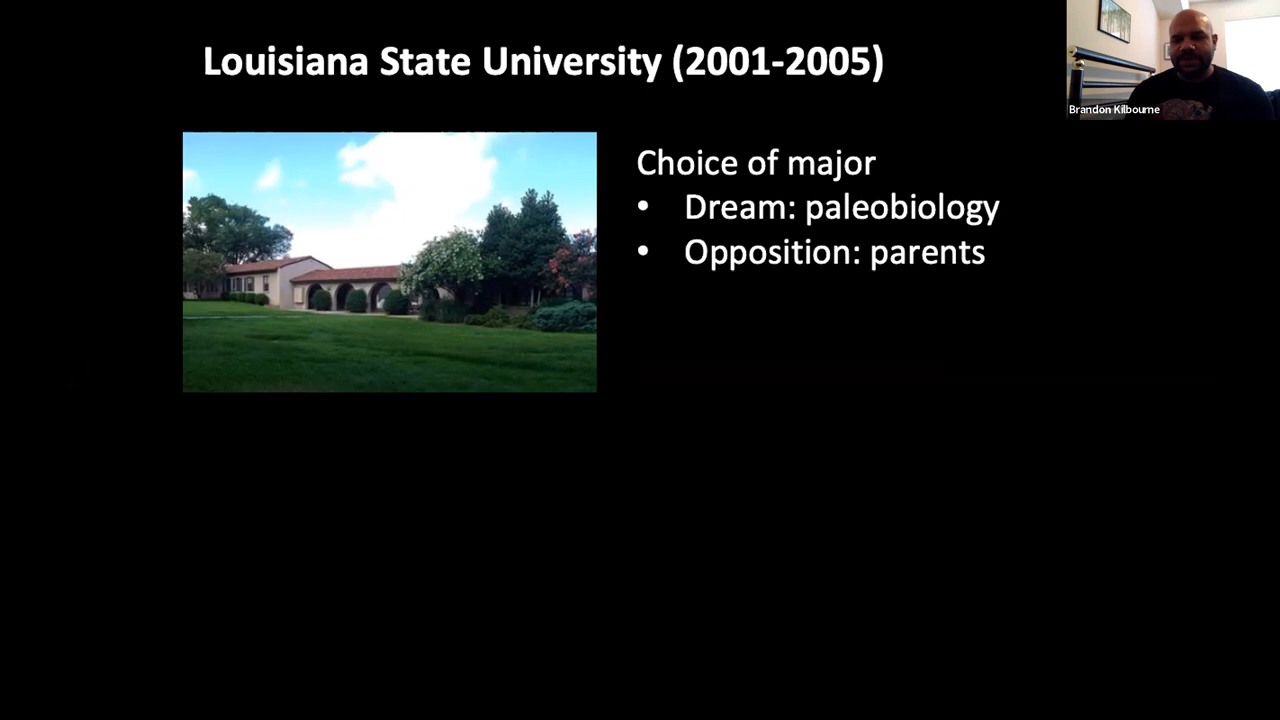 Louisiana State University (2001-2005)
Brandon Kilbourne
Choice of major
• Dream: paleobiology
• Opposition: parents